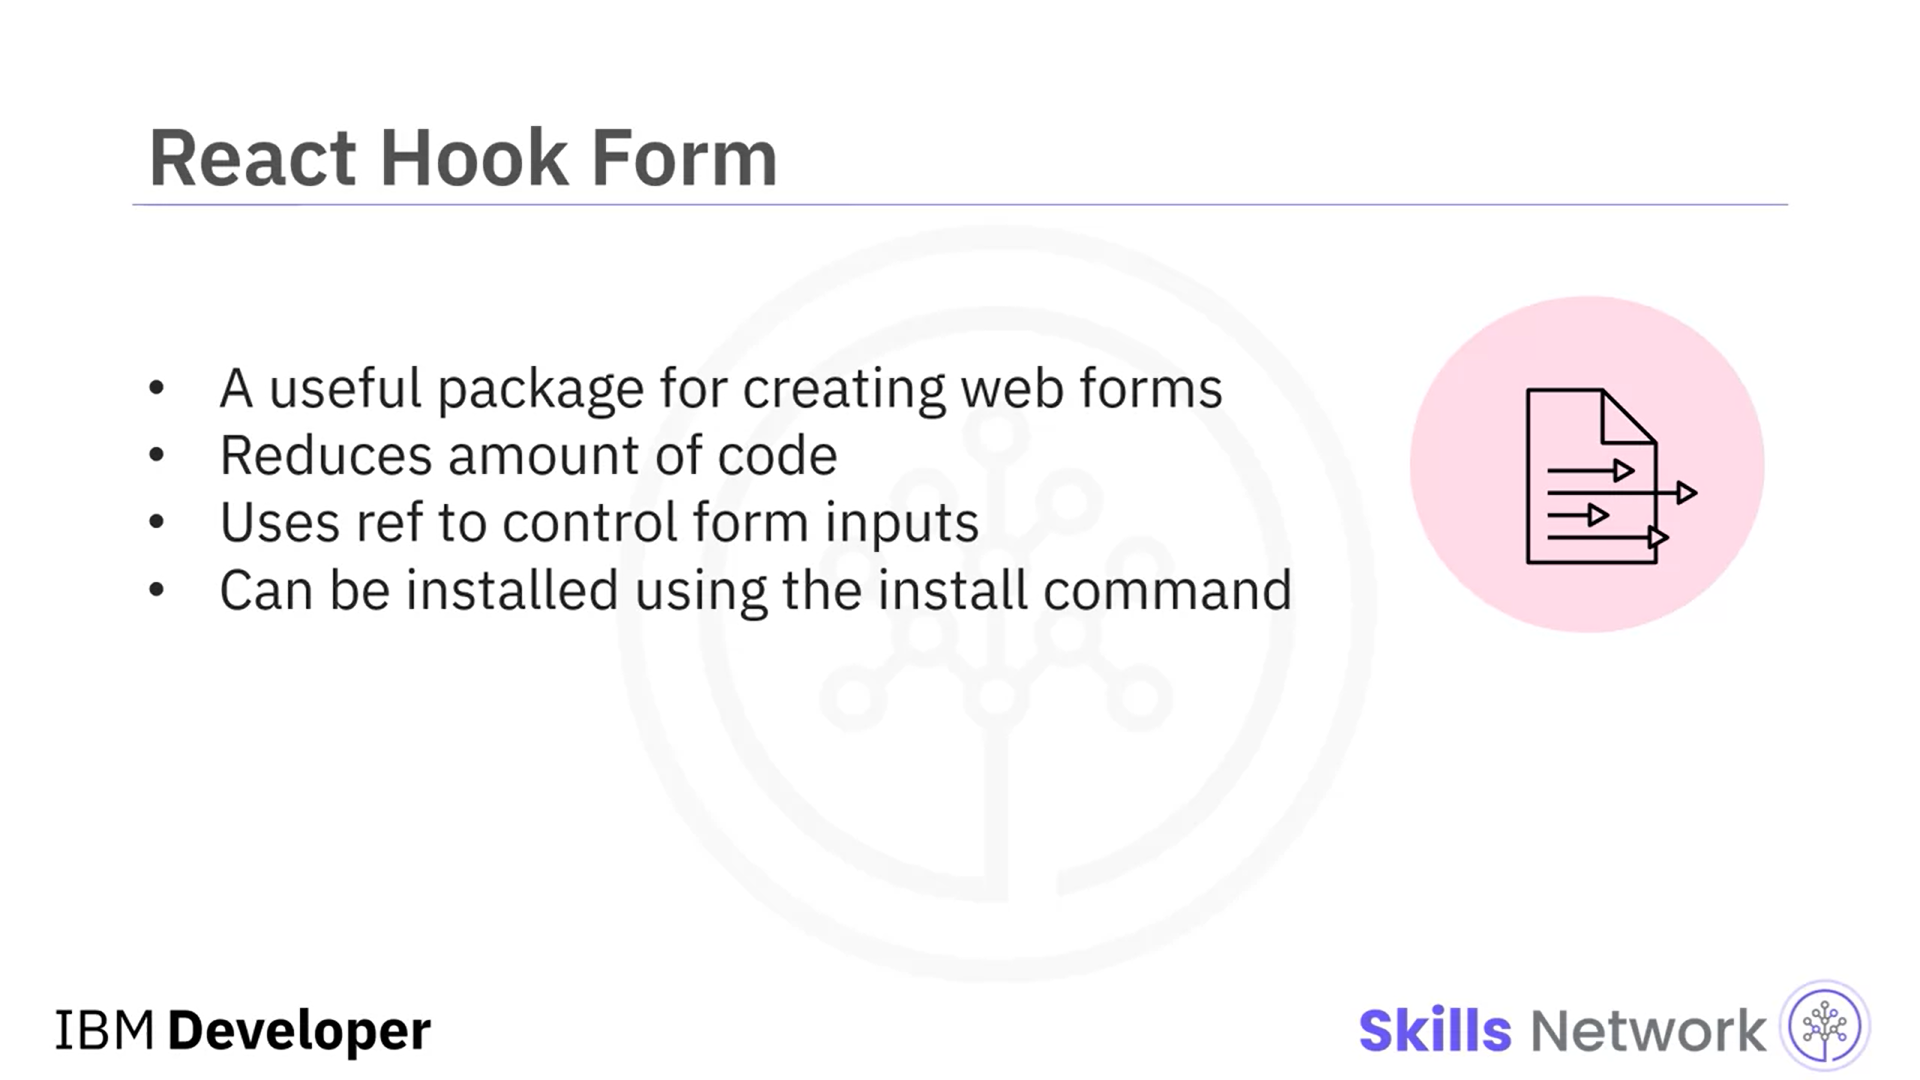 React Hook Form
• A useful package for creating web forms
• Reduces amount of code
• Uses ref to control form inputs
• Can be installed using the install command
IBM Developer
Skills Network